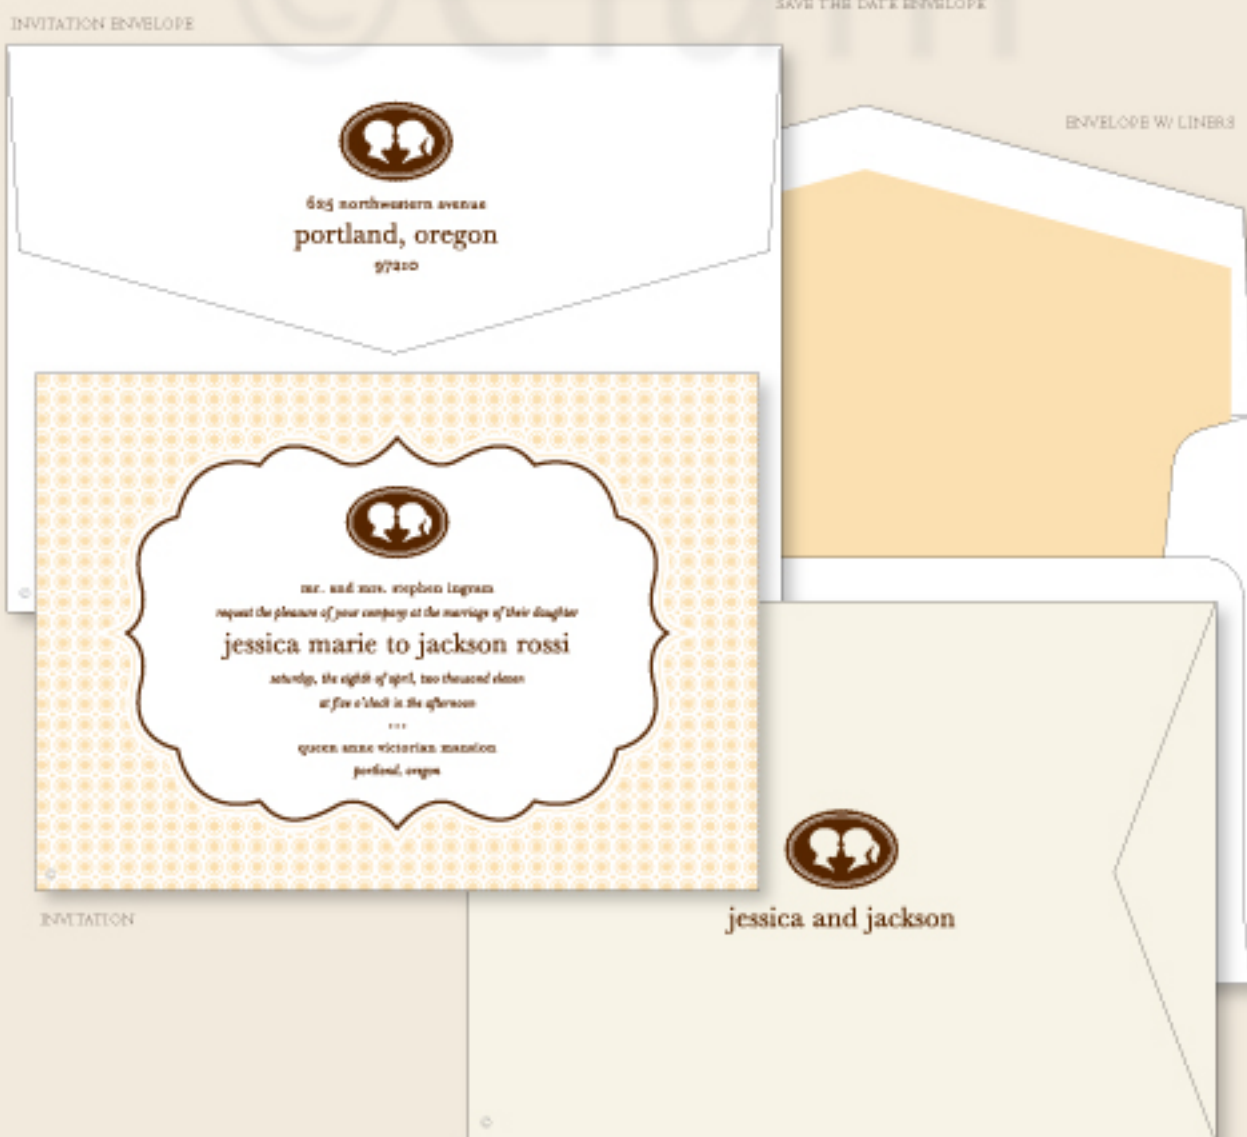 SAVE THE DATE ENVELOPE
INVITATION ENVELOPE
ENVELOPE W/ LINERS
625 northwestern avenue
portland, oregon
97210
mr. and mrs. stephen ingram
request the pleasure of your company at the marriage of their daughter
jessica marie to jackson rossi
saturday, the eighth of april, two thousand eleven
at five o'clock in the afternoon
...
queen anne victorian mansion
portland, oregon
©
©
INVITATION
jessica and jackson
©